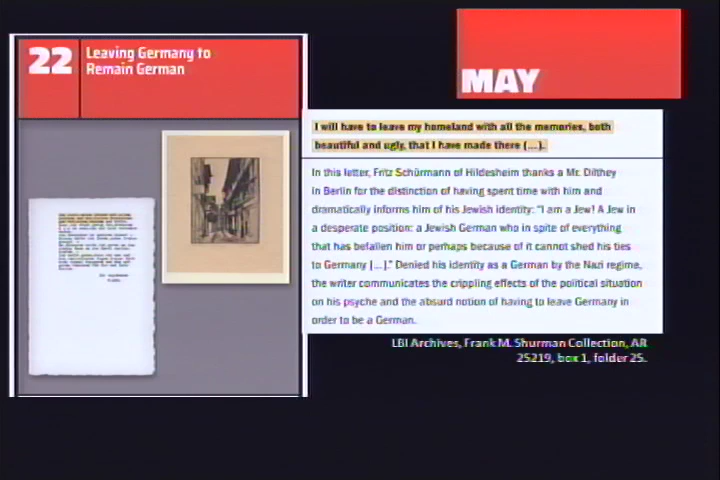 22
Leaving Germany to
Remain German
MAY
I will have to leave my homeland with all the memories, both
beautiful and ugly, that I have made there (...).
In this letter, Fritz Schürmann of Hildesheim thanks a Mr. Dilthey
in Berlin for the distinction of having spent time with him and
dramatically informs him of his Jewish identity: “I am a Jew! A Jew in
a desperate position: a Jewish German who in spite of everything
that has befallen him or perhaps because of it cannot shed his ties
to Germany [...].” Denied his identity as a German by the Nazi regime,
the writer communicates the crippling effects of the political situation
on his psyche and the absurd notion of having to leave Germany in
order to be a German.
LBI Archives, Frank M. Shurman Collection, AR
25219, box 1, folder 25.